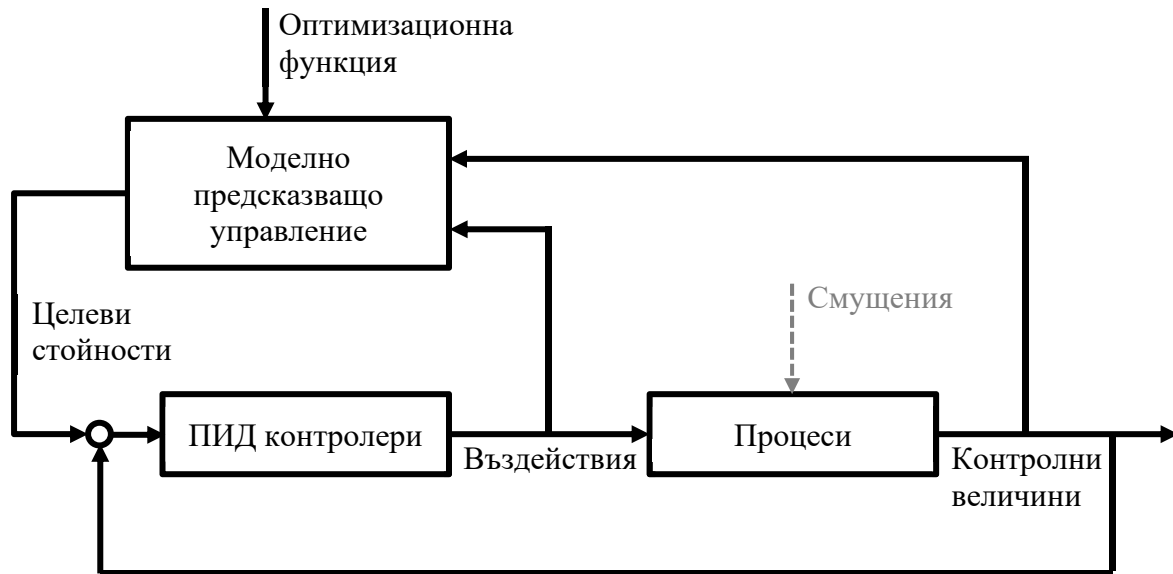 Оптимизационна
функция
Моделно
предсказващо
управление
Смущения
Целеви
стойности
ПИД контролери
Въздействия
Процеси
Контролни
величини